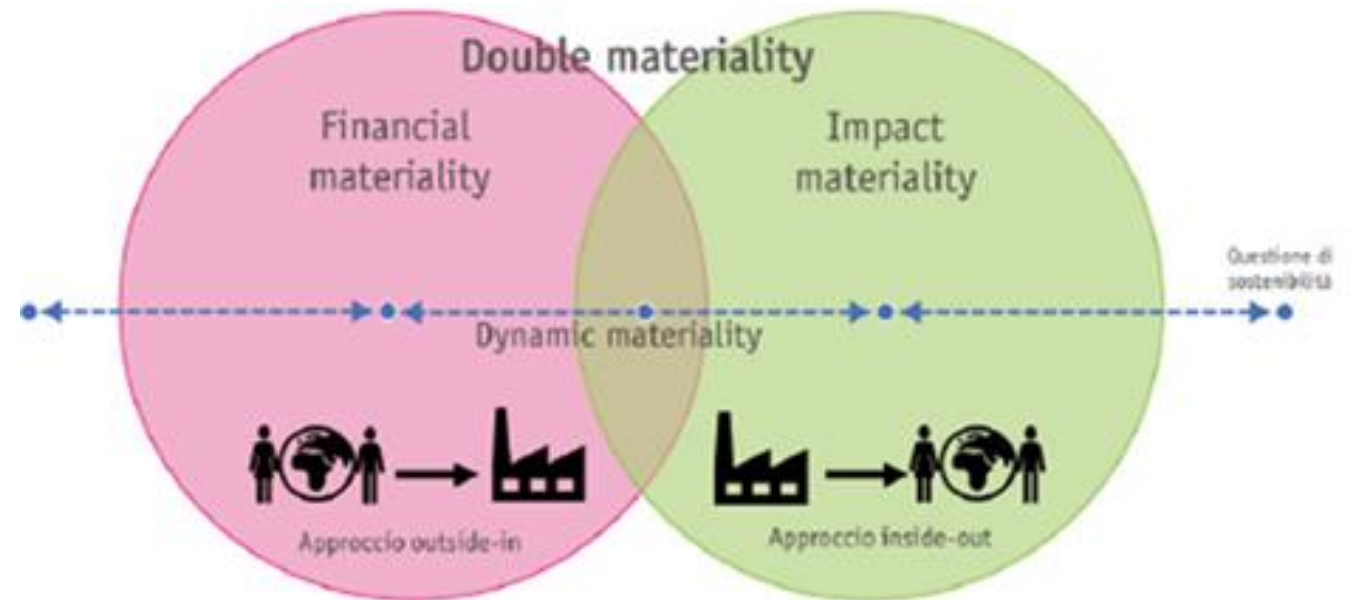 Double materiality
Financial
materiality
Impact
materiality
Questione di
sostenibilità
Dynamic materiality
Approccio outside-in
Approccio inside-out